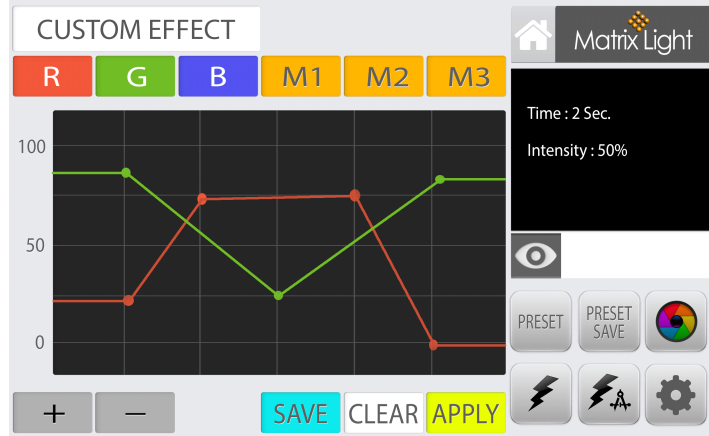 CUSTOM EFFECT
Matrix Light
R G B M1 M2 M3
Time : 2 Sec.
Intensity : 50%
100
50
0
PRESET
PRESET
SAVE
+ − SAVE CLEAR APPLY